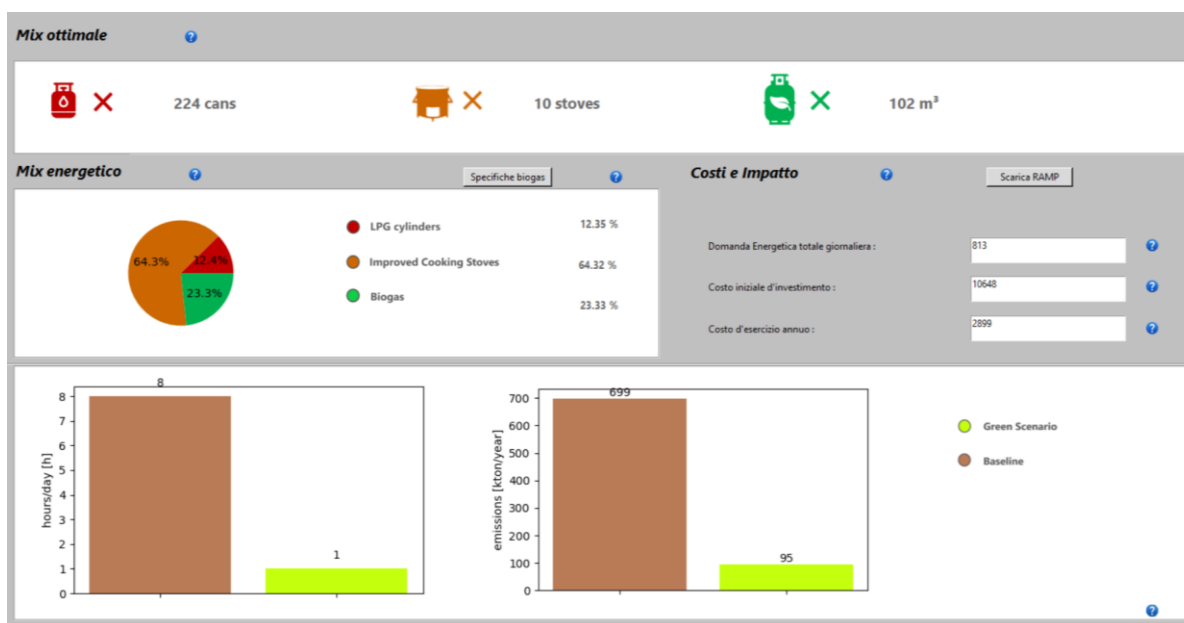 Mix ottimale ?
224 cans
10 stoves
102 m³
Mix energetico ?
Specifiche biogas ?
Costi e Impatto ?
Scarica RAMP
64.3%
12.4%
23.3%
LPG cylinders 12.35 %
Improved Cooking Stoves 64.32 %
Biogas 23.33 %
Domanda Energetica totale giornaliera : 813 ?
Costo iniziale d'investimento : 10648 ?
Costo d'esercizio annuo : 2899 ?
hours/day [h]
8
7
6
5
4
3
2
1
0
8
1
emissions [kton/year]
700
600
500
400
300
200
100
0
699
95
Green Scenario
Baseline
?